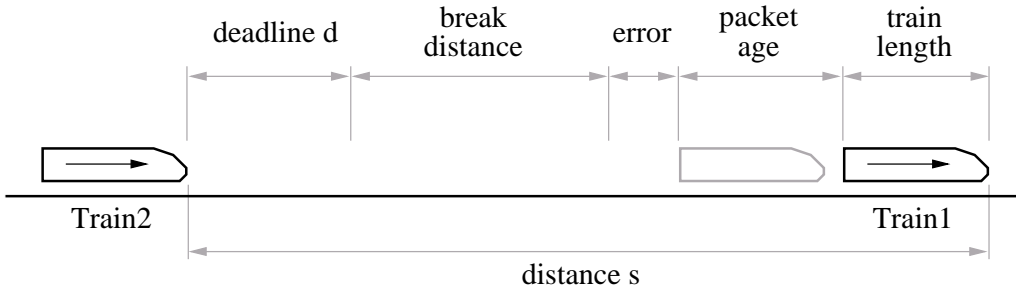 deadline d
break
distance
error
packet
age
train
length
Train2
Train1
distance s